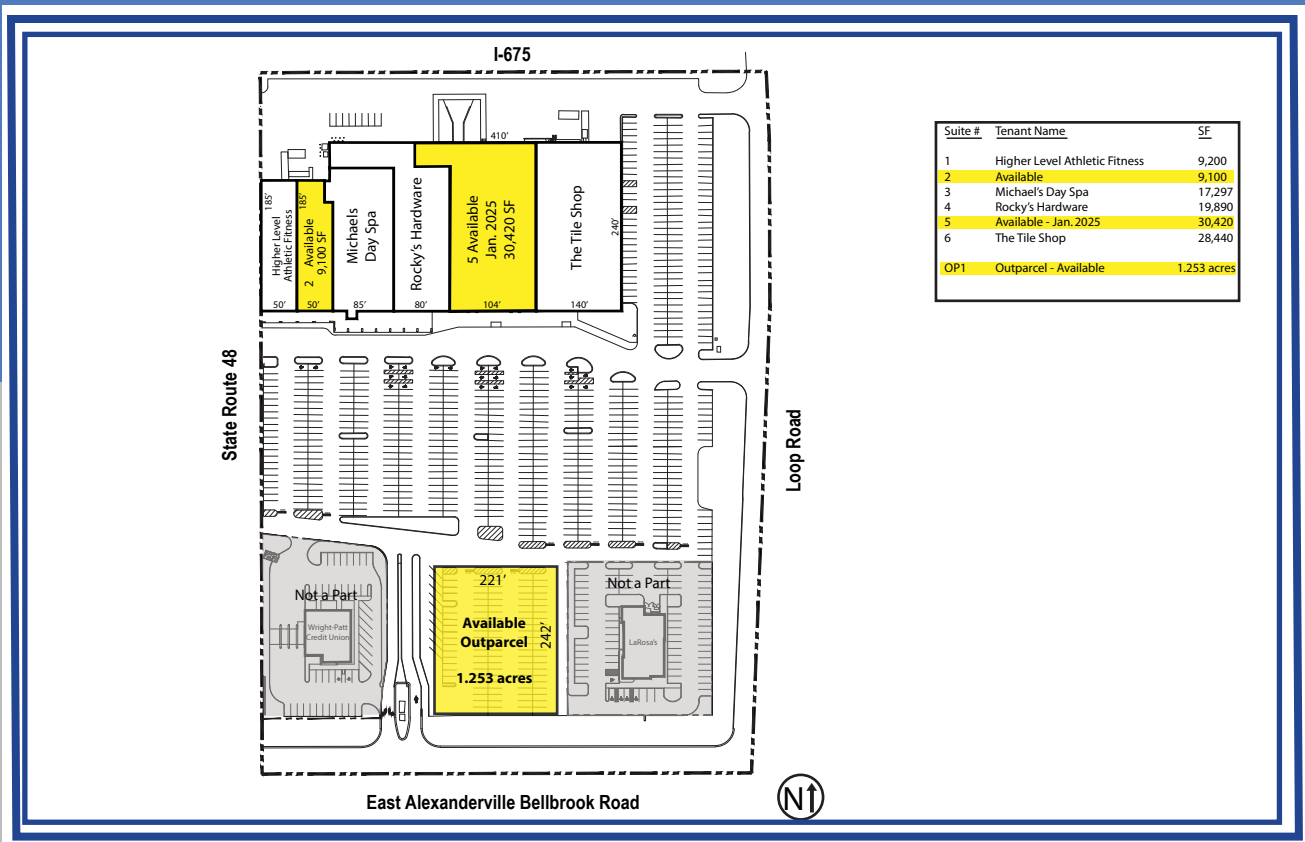 I-675
410'
185'
Higher Level
Athletic Fitness
50'
185'
2 Available
9,100 SF
50'
Michaels
Day Spa
85'
Rocky's Hardware
80'
5 Available
Jan. 2025
30,420 SF
104'
The Tile Shop
240'
140'
Suite # Tenant Name SF
1 Higher Level Athletic Fitness 9,200
2 Available 9,100
3 Michael's Day Spa 17,297
4 Rocky's Hardware 19,890
5 Available - Jan. 2025 30,420
6 The Tile Shop 28,440
OP1 Outparcel - Available 1.253 acres
State Route 48
Loop Road
Not a Part
Wright-Patt
Credit Union
221'
242'
Available
Outparcel
1.253 acres
Not a Part
LaRosa's
East Alexanderville Bellbrook Road
N